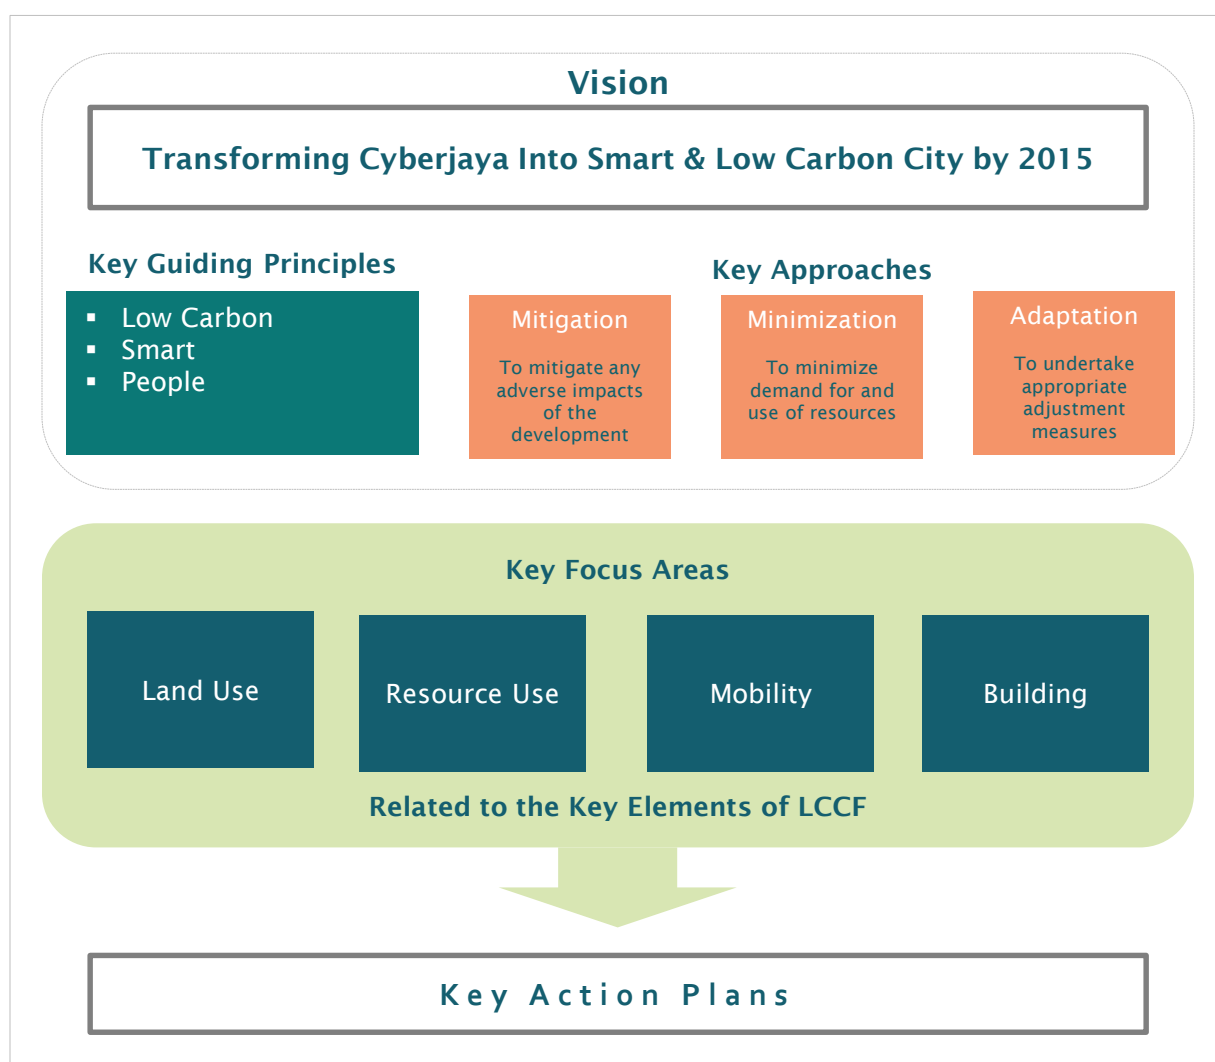 Vision
Transforming Cyberjaya Into Smart & Low Carbon City by 2015
Key Guiding Principles
▪ Low Carbon
▪ Smart
▪ People
Key Approaches
Mitigation
To mitigate any
adverse impacts
of the
development
Minimization
To minimize
demand for and
use of resources
Adaptation
To undertake
appropriate
adjustment
measures
Key Focus Areas
Land Use
Resource Use
Mobility
Building
Related to the Key Elements of LCCF
Key Action Plans